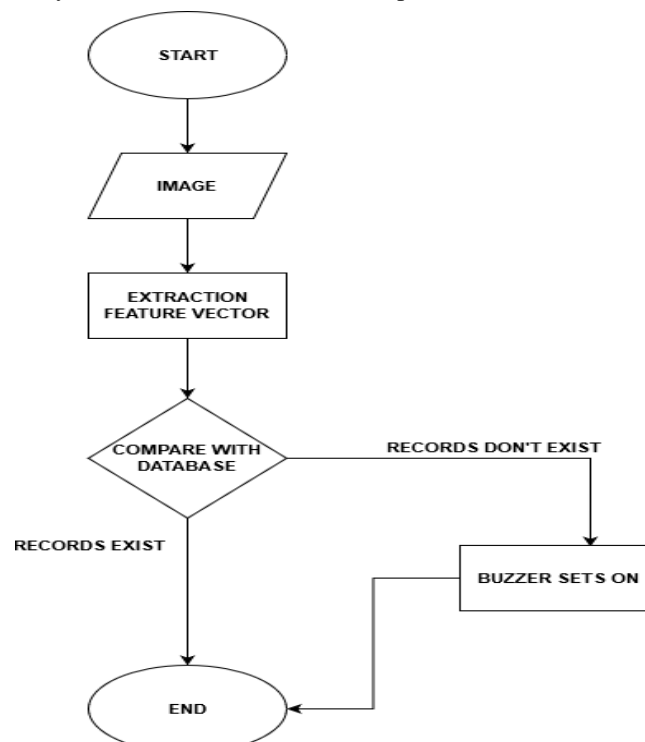 START
IMAGE
EXTRACTION
FEATURE VECTOR
COMPARE WITH
DATABASE
RECORDS DON'T EXIST
RECORDS EXIST
BUZZER SETS ON
END